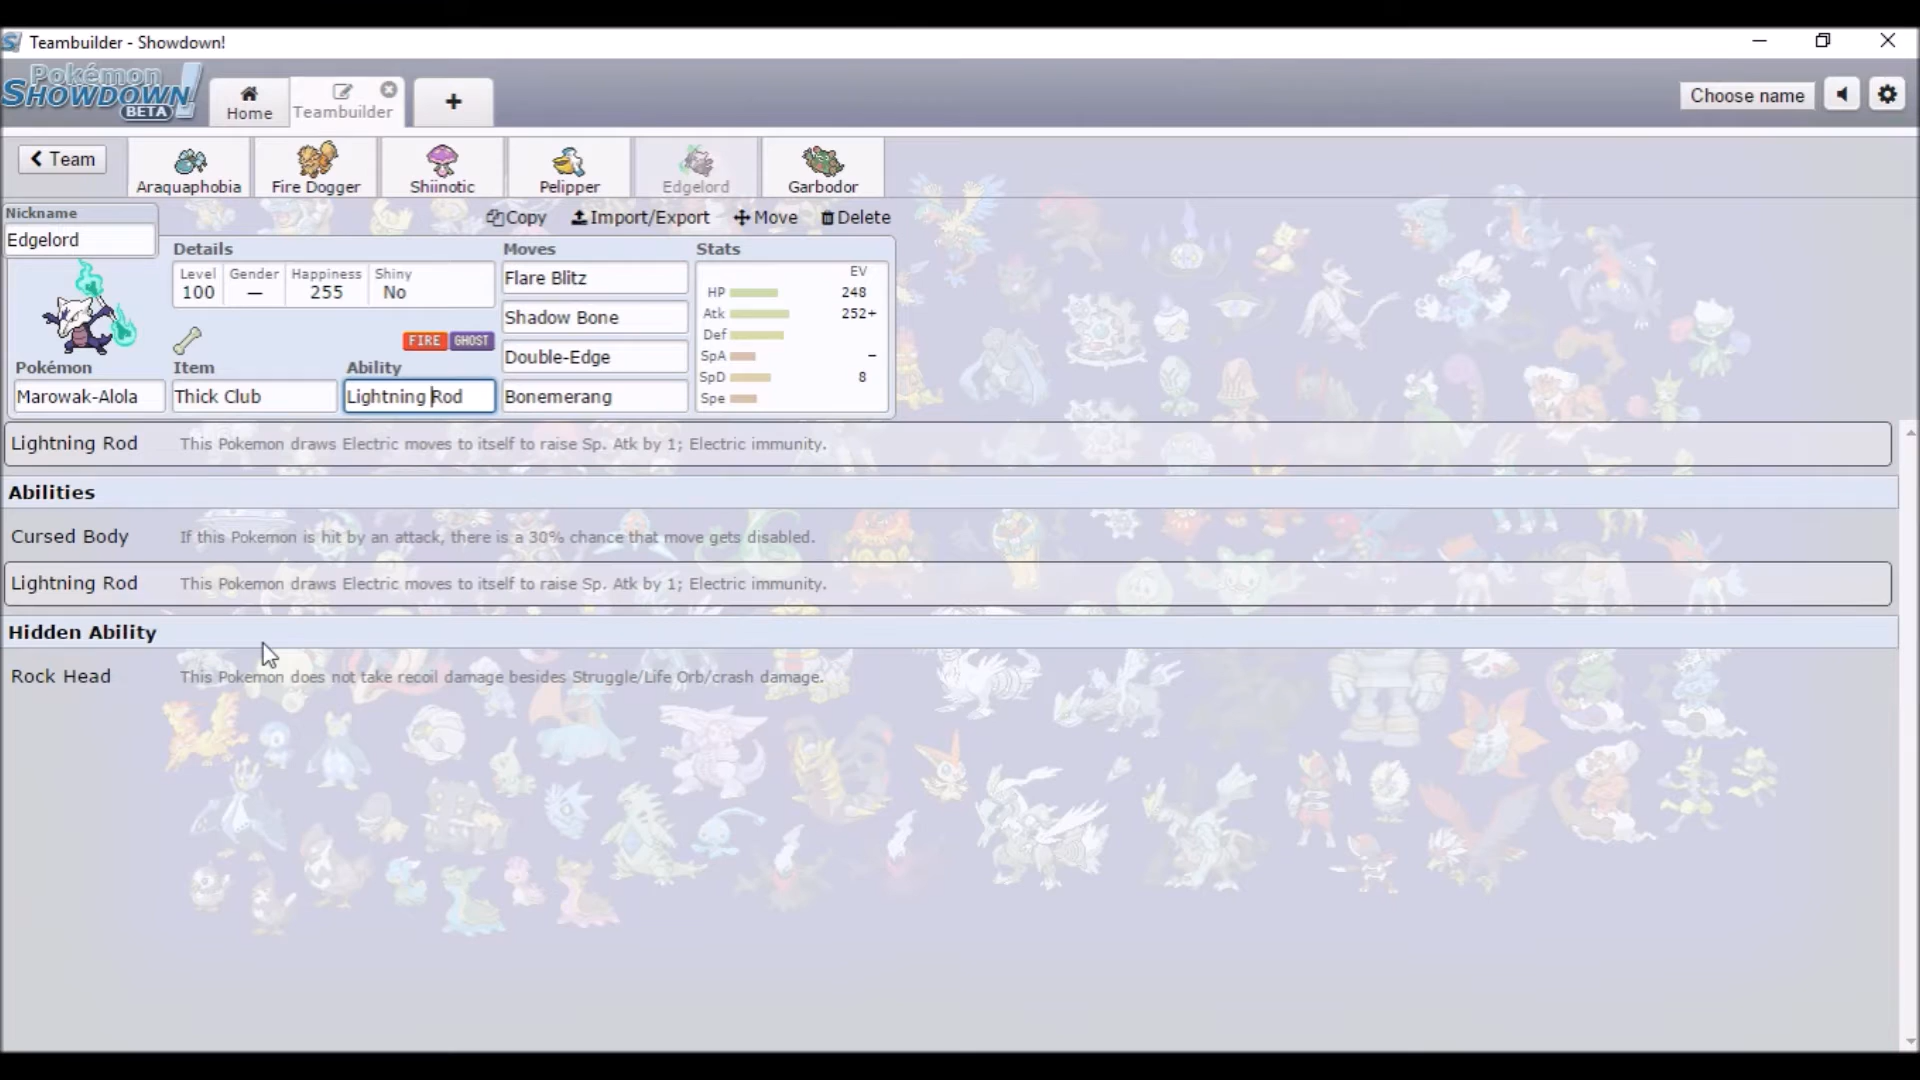 Teambuilder - Showdown!
Pokémon
SHOWDOWN!
BETA
Home
Teambuilder
+
Choose name
Team
Araquaphobia
Fire Dogger
Shiinotic
Pelipper
Edgelord
Garbodor
Nickname
Edgelord
Copy
Import/Export
Move
Delete
Details
Moves
Stats
Level
Gender
Happiness
Shiny
100
—
255
No
EV
HP 248
Atk 252+
Def
SpA –
SpD 8
Spe
Flare Blitz
Shadow Bone
Double-Edge
Bonemerang
FIRE
GHOST
Pokémon
Item
Ability
Marowak-Alola
Thick Club
Lightning Rod
Lightning Rod This Pokemon draws Electric moves to itself to raise Sp. Atk by 1; Electric immunity.
Abilities
Cursed Body If this Pokemon is hit by an attack, there is a 30% chance that move gets disabled.
Lightning Rod This Pokemon draws Electric moves to itself to raise Sp. Atk by 1; Electric immunity.
Hidden Ability
Rock Head This Pokemon does not take recoil damage besides Struggle/Life Orb/crash damage.